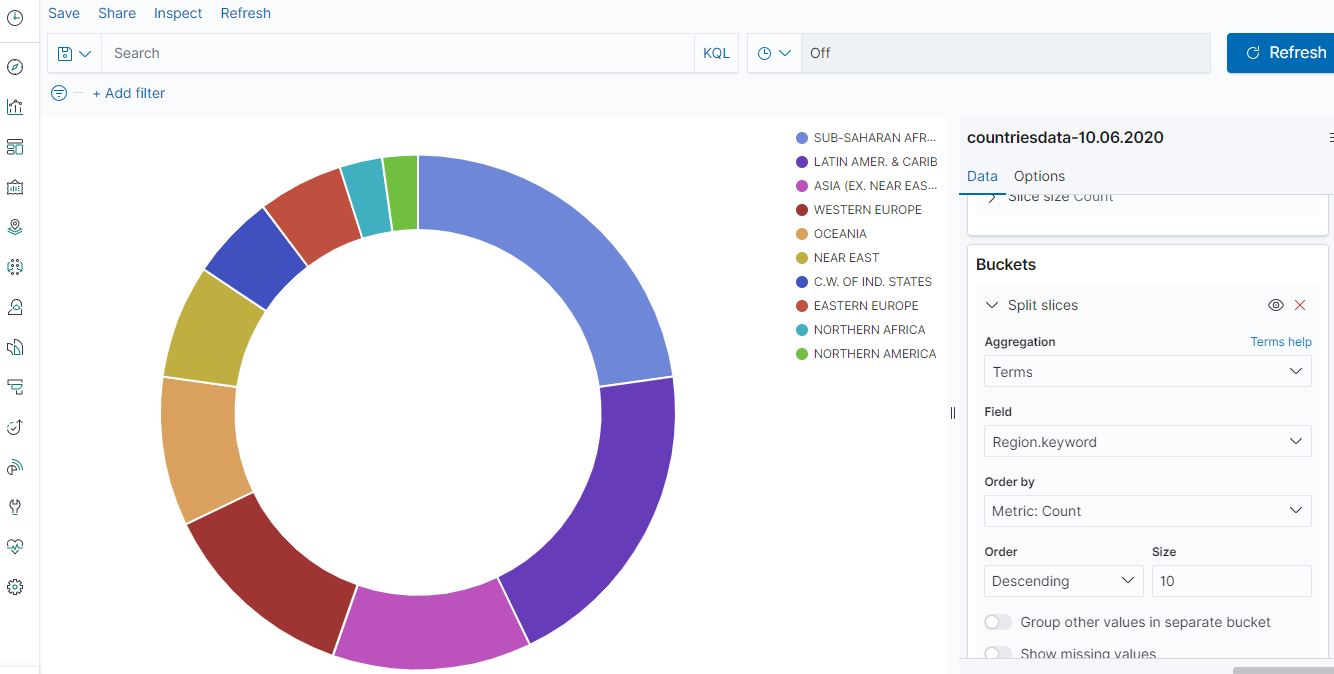 Save Share Inspect Refresh
Search KQL Off Refresh
+ Add filter
SUB-SAHARAN AFR...
LATIN AMER. & CARIB
ASIA (EX. NEAR EAS...
WESTERN EUROPE
OCEANIA
NEAR EAST
C.W. OF IND. STATES
EASTERN EUROPE
NORTHERN AFRICA
NORTHERN AMERICA
countriesdata-10.06.2020
Data Options
Slice size Count
Buckets
Split slices
Aggregation Terms help
Terms
Field
Region.keyword
Order by
Metric: Count
Order Size
Descending 10
Group other values in separate bucket
Show missing values